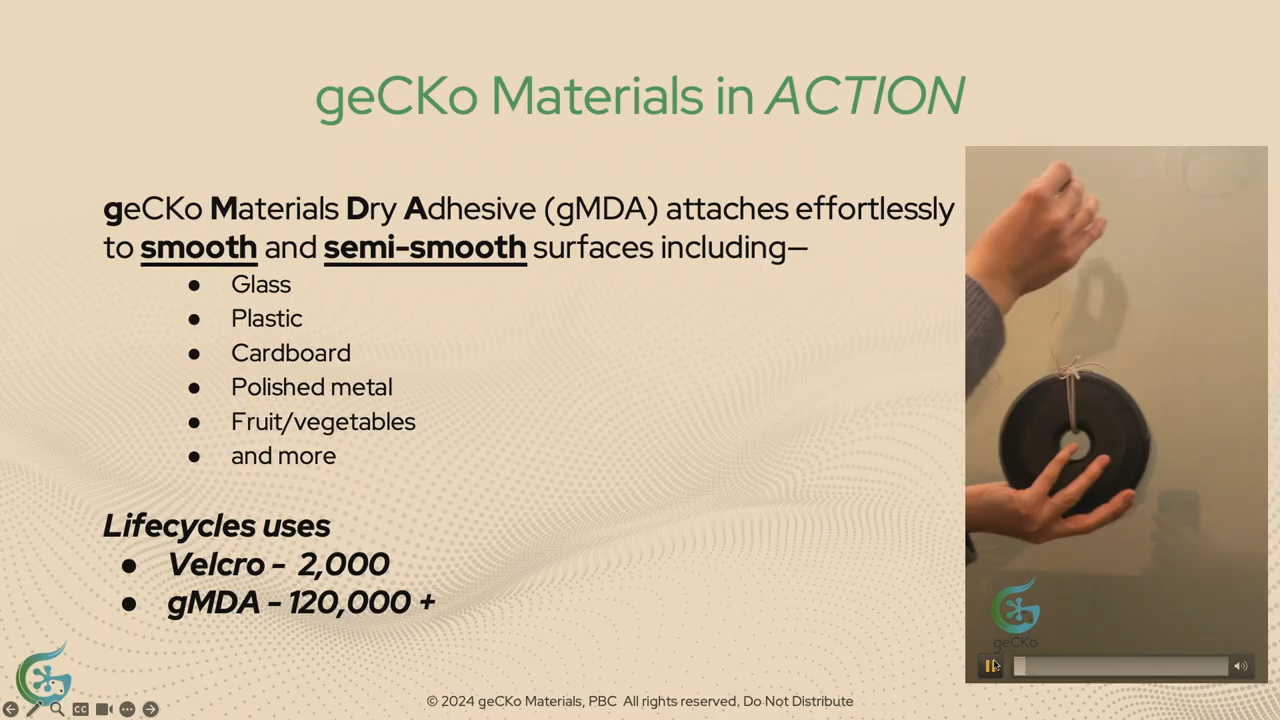 geCKo Materials in ACTION
geCKo Materials Dry Adhesive (gMDA) attaches effortlessly
to smooth and semi-smooth surfaces including—
● Glass
● Plastic
● Cardboard
● Polished metal
● Fruit/vegetables
● and more
Lifecycles uses
● Velcro - 2,000
● gMDA - 120,000 +
geCKo
CC
© 2024 geCKo Materials, PBC All rights reserved. Do Not Distribute